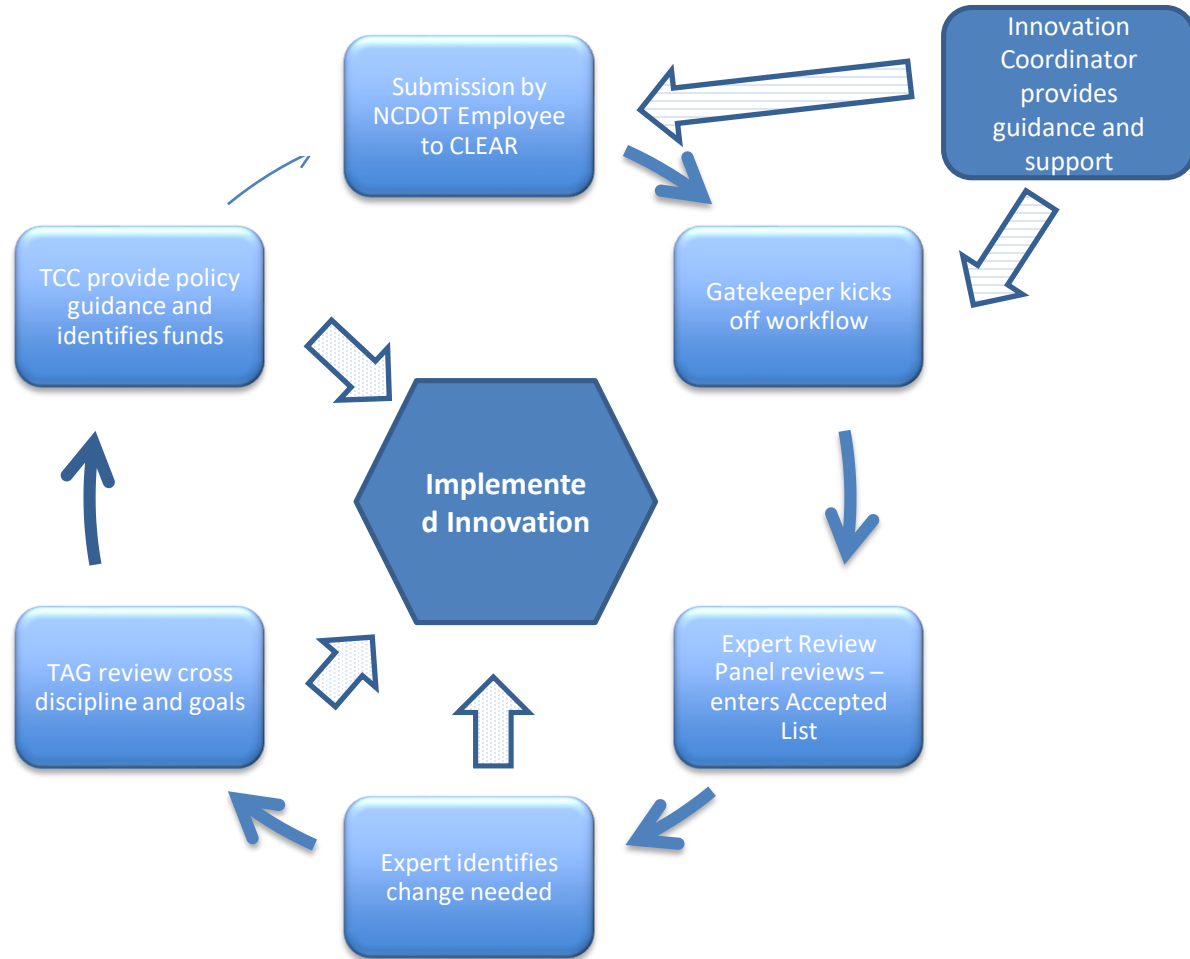 Submission by
NCDOT Employee
to CLEAR
Innovation
Coordinator
provides
guidance and
support
Gatekeeper kicks
off workflow
Expert Review
Panel reviews –
enters Accepted
List
Expert identifies
change needed
TAG review cross
discipline and goals
TCC provide policy
guidance and
identifies funds
Implemente
d Innovation